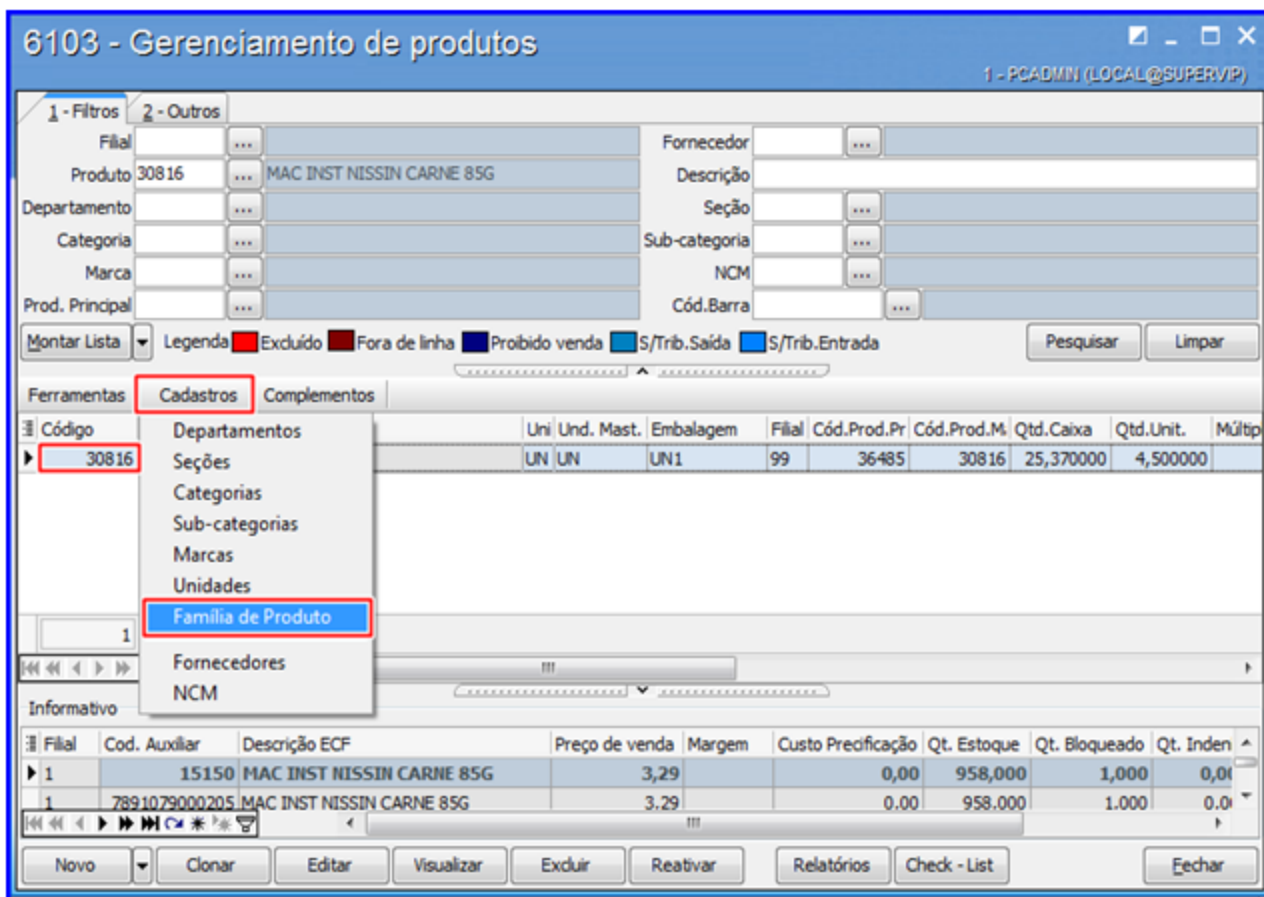 6103 - Gerenciamento de produtos
1 - PCADMIN (LOCAL@SUPERVIP)
1 - Filtros 2 - Outros
Filial ... Fornecedor ...
Produto 30816 ... MAC INST NISSIN CARNE 85G Descrição
Departamento ... Seção ...
Categoria ... Sub-categoria ...
Marca ... NCM ...
Prod. Principal ... Cód.Barra ...
Montar Lista Legenda Excluído Fora de linha Proibido venda S/Trib.Saída S/Trib.Entrada Pesquisar Limpar
Ferramentas Cadastros Complementos
Código Uni Und. Mast. Embalagem Filial Cód.Prod.Pr Cód.Prod.M. Qtd.Caixa Qtd.Unit. Múltip
30816 UN UN UN1 99 36485 30816 25,370000 4,500000
Departamentos
Seções
Categorias
Sub-categorias
Marcas
Unidades
Família de Produto
Fornecedores
NCM
1
Informativo
Filial Cod. Auxiliar Descrição ECF Preço de venda Margem Custo Precificação Qt. Estoque Qt. Bloqueado Qt. Inden
1 15150 MAC INST NISSIN CARNE 85G 3,29 0,00 958,000 1,000 0,00
1 7891079000205 MAC INST NISSIN CARNE 85G 3,29 0,00 958,000 1,000 0,00
Novo Clonar Editar Visualizar Excluir Reativar Relatórios Check - List Fechar